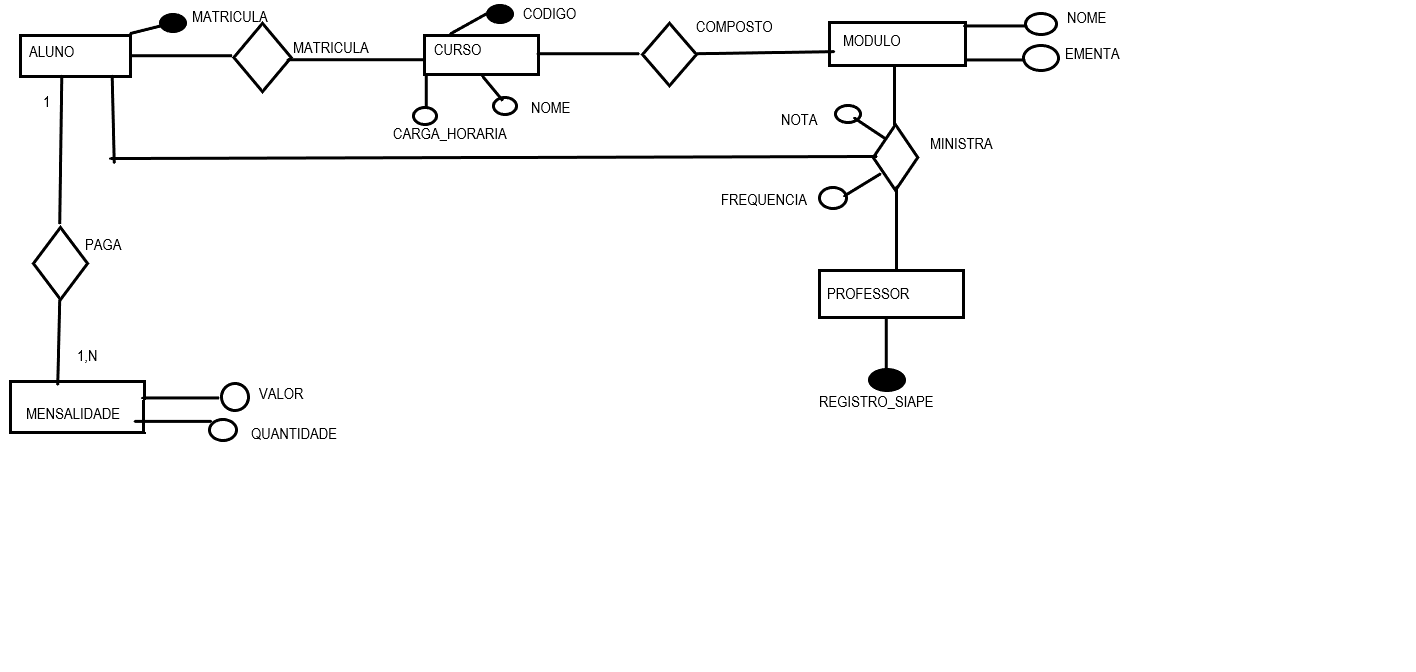 MATRICULA
CODIGO
NOME
COMPOSTO
ALUNO
MATRICULA
CURSO
MODULO
EMENTA
1
NOME
CARGA_HORARIA
NOTA
MINISTRA
FREQUENCIA
PAGA
PROFESSOR
1,N
VALOR
REGISTRO_SIAPE
MENSALIDADE
QUANTIDADE